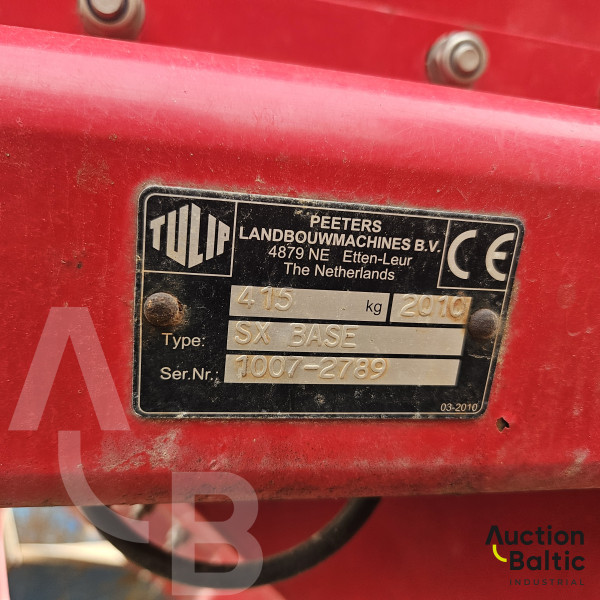 TULIP
PEETERS
LANDBOUWMACHINES B.V.
4879 NE Etten-Leur
The Netherlands
CE
415 kg 2010
Type: SX BASE
Ser.Nr.: 1007-2789
03-2010
AB
Auction
Baltic
INDUSTRIAL